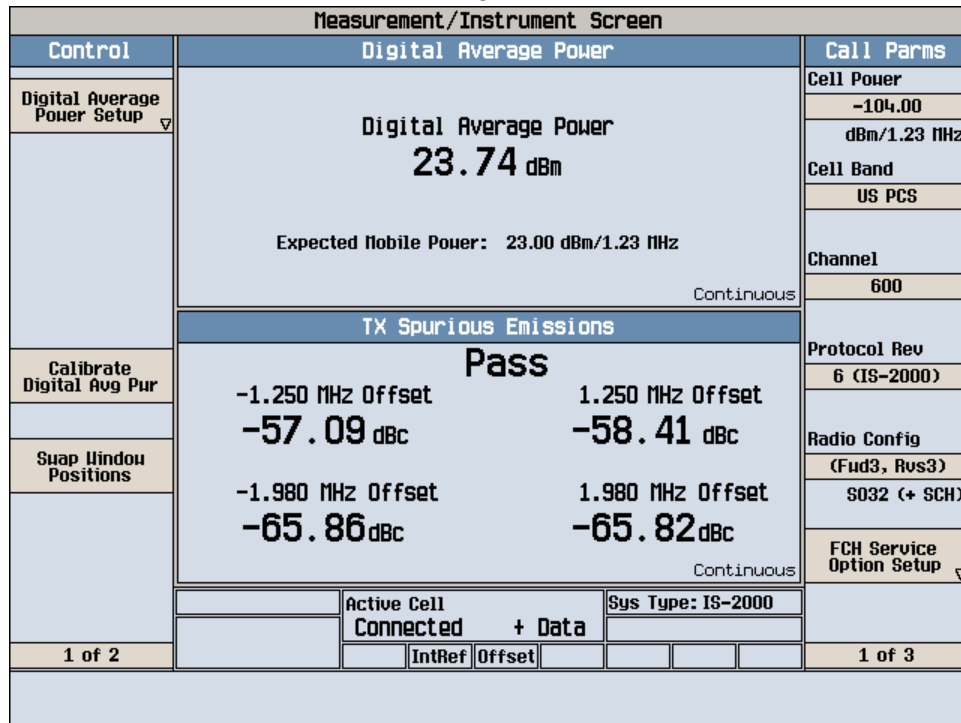 Measurement/Instrument Screen
Control
Digital Average
Power Setup
Calibrate
Digital Avg Pwr
Swap Window
Positions
1 of 2
Digital Average Power
Digital Average Power
23.74 dBm
Expected Mobile Power: 23.00 dBm/1.23 MHz
Continuous
TX Spurious Emissions
Pass
-1.250 MHz Offset
1.250 MHz Offset
-57.09 dBc
-58.41 dBc
-1.980 MHz Offset
1.980 MHz Offset
-65.86 dBc
-65.82 dBc
Continuous
Active Cell
Sys Type: IS-2000
Connected + Data
IntRef
Offset
Call Parms
Cell Power
-104.00
dBm/1.23 MHz
Cell Band
US PCS
Channel
600
Protocol Rev
6 (IS-2000)
Radio Config
(Fwd3, Rvs3)
SO32 (+ SCH)
FCH Service
Option Setup
1 of 3